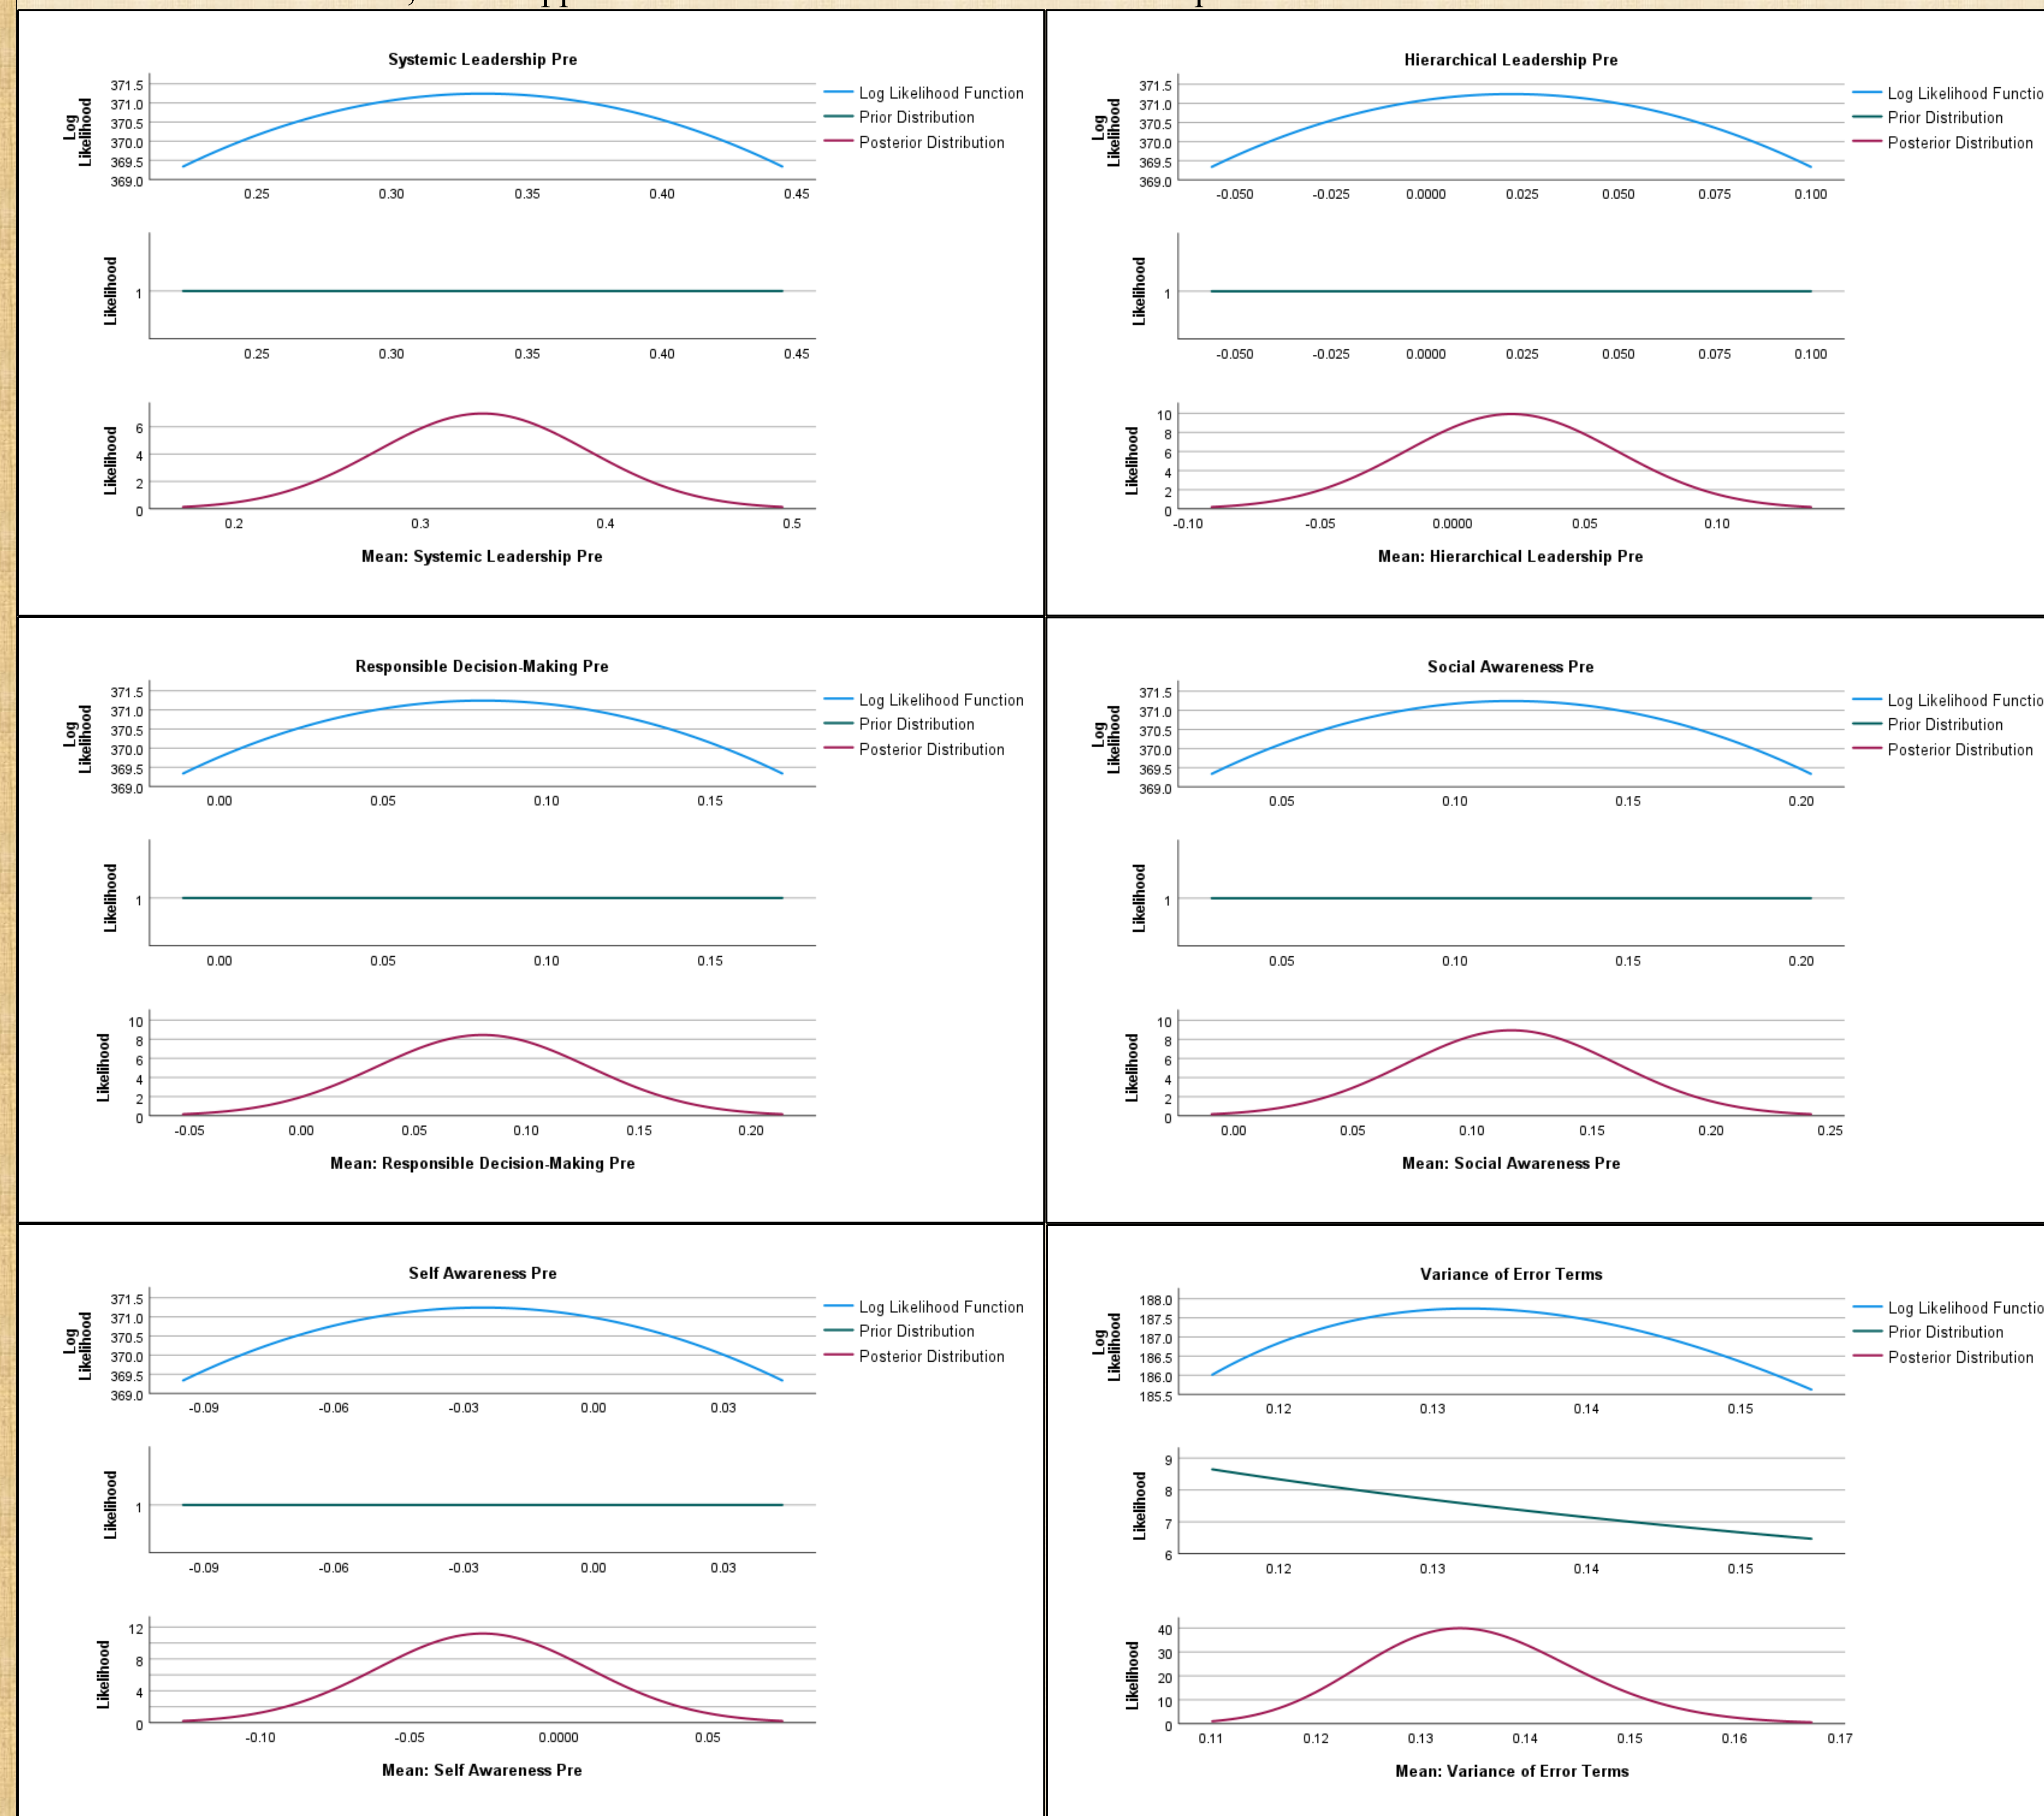 Systemic Leadership Pre
Log Likelihood
371.5
371.0
370.5
370.0
369.5
369.0
0.25 0.30 0.35 0.40 0.45
Log Likelihood Function
Prior Distribution
Posterior Distribution
Likelihood
1
0.25 0.30 0.35 0.40 0.45
Likelihood
6
4
2
0
0.2 0.3 0.4 0.5
Mean: Systemic Leadership Pre
Hierarchical Leadership Pre
Log Likelihood
371.5
371.0
370.5
370.0
369.5
369.0
-0.050 -0.025 0.0000 0.025 0.050 0.075 0.100
Log Likelihood Functio
Prior Distribution
Posterior Distribution
Likelihood
1
-0.050 -0.025 0.0000 0.025 0.050 0.075 0.100
Likelihood
10
8
6
4
2
0
-0.10 -0.05 0.0000 0.05 0.10
Mean: Hierarchical Leadership Pre
Responsible Decision-Making Pre
Log Likelihood
371.5
371.0
370.5
370.0
369.5
369.0
0.00 0.05 0.10 0.15
Log Likelihood Function
Prior Distribution
Posterior Distribution
Likelihood
1
0.00 0.05 0.10 0.15
Likelihood
10
8
6
4
2
0
-0.05 0.00 0.05 0.10 0.15 0.20
Mean: Responsible Decision-Making Pre
Social Awareness Pre
Log Likelihood
371.5
371.0
370.5
370.0
369.5
369.0
0.05 0.10 0.15 0.20
Log Likelihood Functio
Prior Distribution
Posterior Distribution
Likelihood
1
0.05 0.10 0.15 0.20
Likelihood
10
8
6
4
2
0
0.00 0.05 0.10 0.15 0.20 0.25
Mean: Social Awareness Pre
Self Awareness Pre
Log Likelihood
371.5
371.0
370.5
370.0
369.5
369.0
-0.09 -0.06 -0.03 0.00 0.03
Log Likelihood Function
Prior Distribution
Posterior Distribution
Likelihood
1
-0.09 -0.06 -0.03 0.00 0.03
Likelihood
12
8
4
0
-0.10 -0.05 0.0000 0.05
Mean: Self Awareness Pre
Variance of Error Terms
Log Likelihood
188.0
187.5
187.0
186.5
186.0
185.5
0.12 0.13 0.14 0.15
Log Likelihood Functio
Prior Distribution
Posterior Distribution
Likelihood
9
8
7
6
0.12 0.13 0.14 0.15
Likelihood
40
30
20
10
0
0.11 0.12 0.13 0.14 0.15 0.16 0.17
Mean: Variance of Error Terms